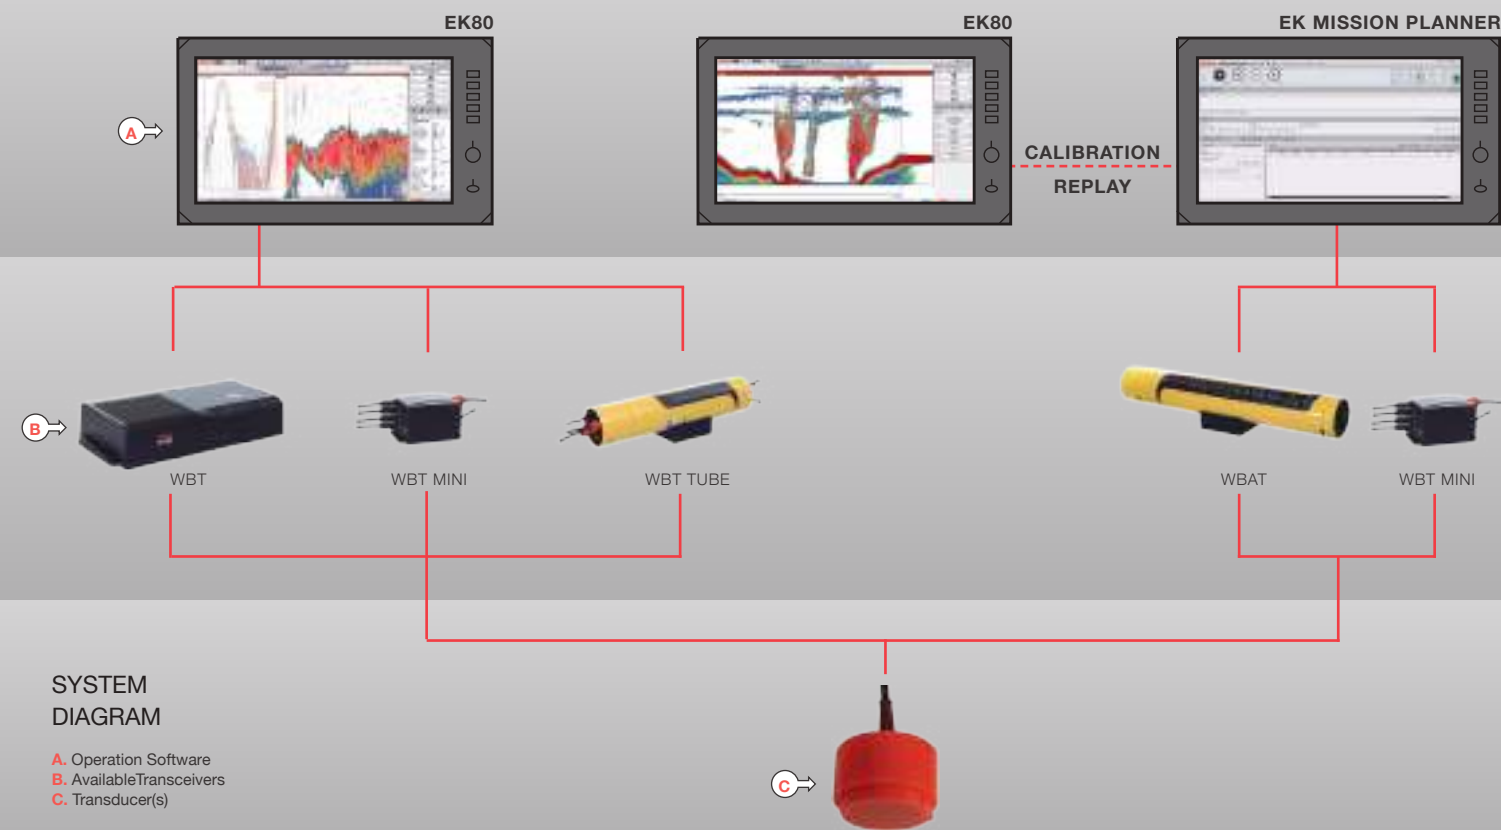 EK80
EK80
EK MISSION PLANNER
A
CALIBRATION
REPLAY
B
WBT
WBT MINI
WBT TUBE
WBAT
WBT MINI
SYSTEM
DIAGRAM
A. Operation Software
B. AvailableTransceivers
C. Transducer(s)
C